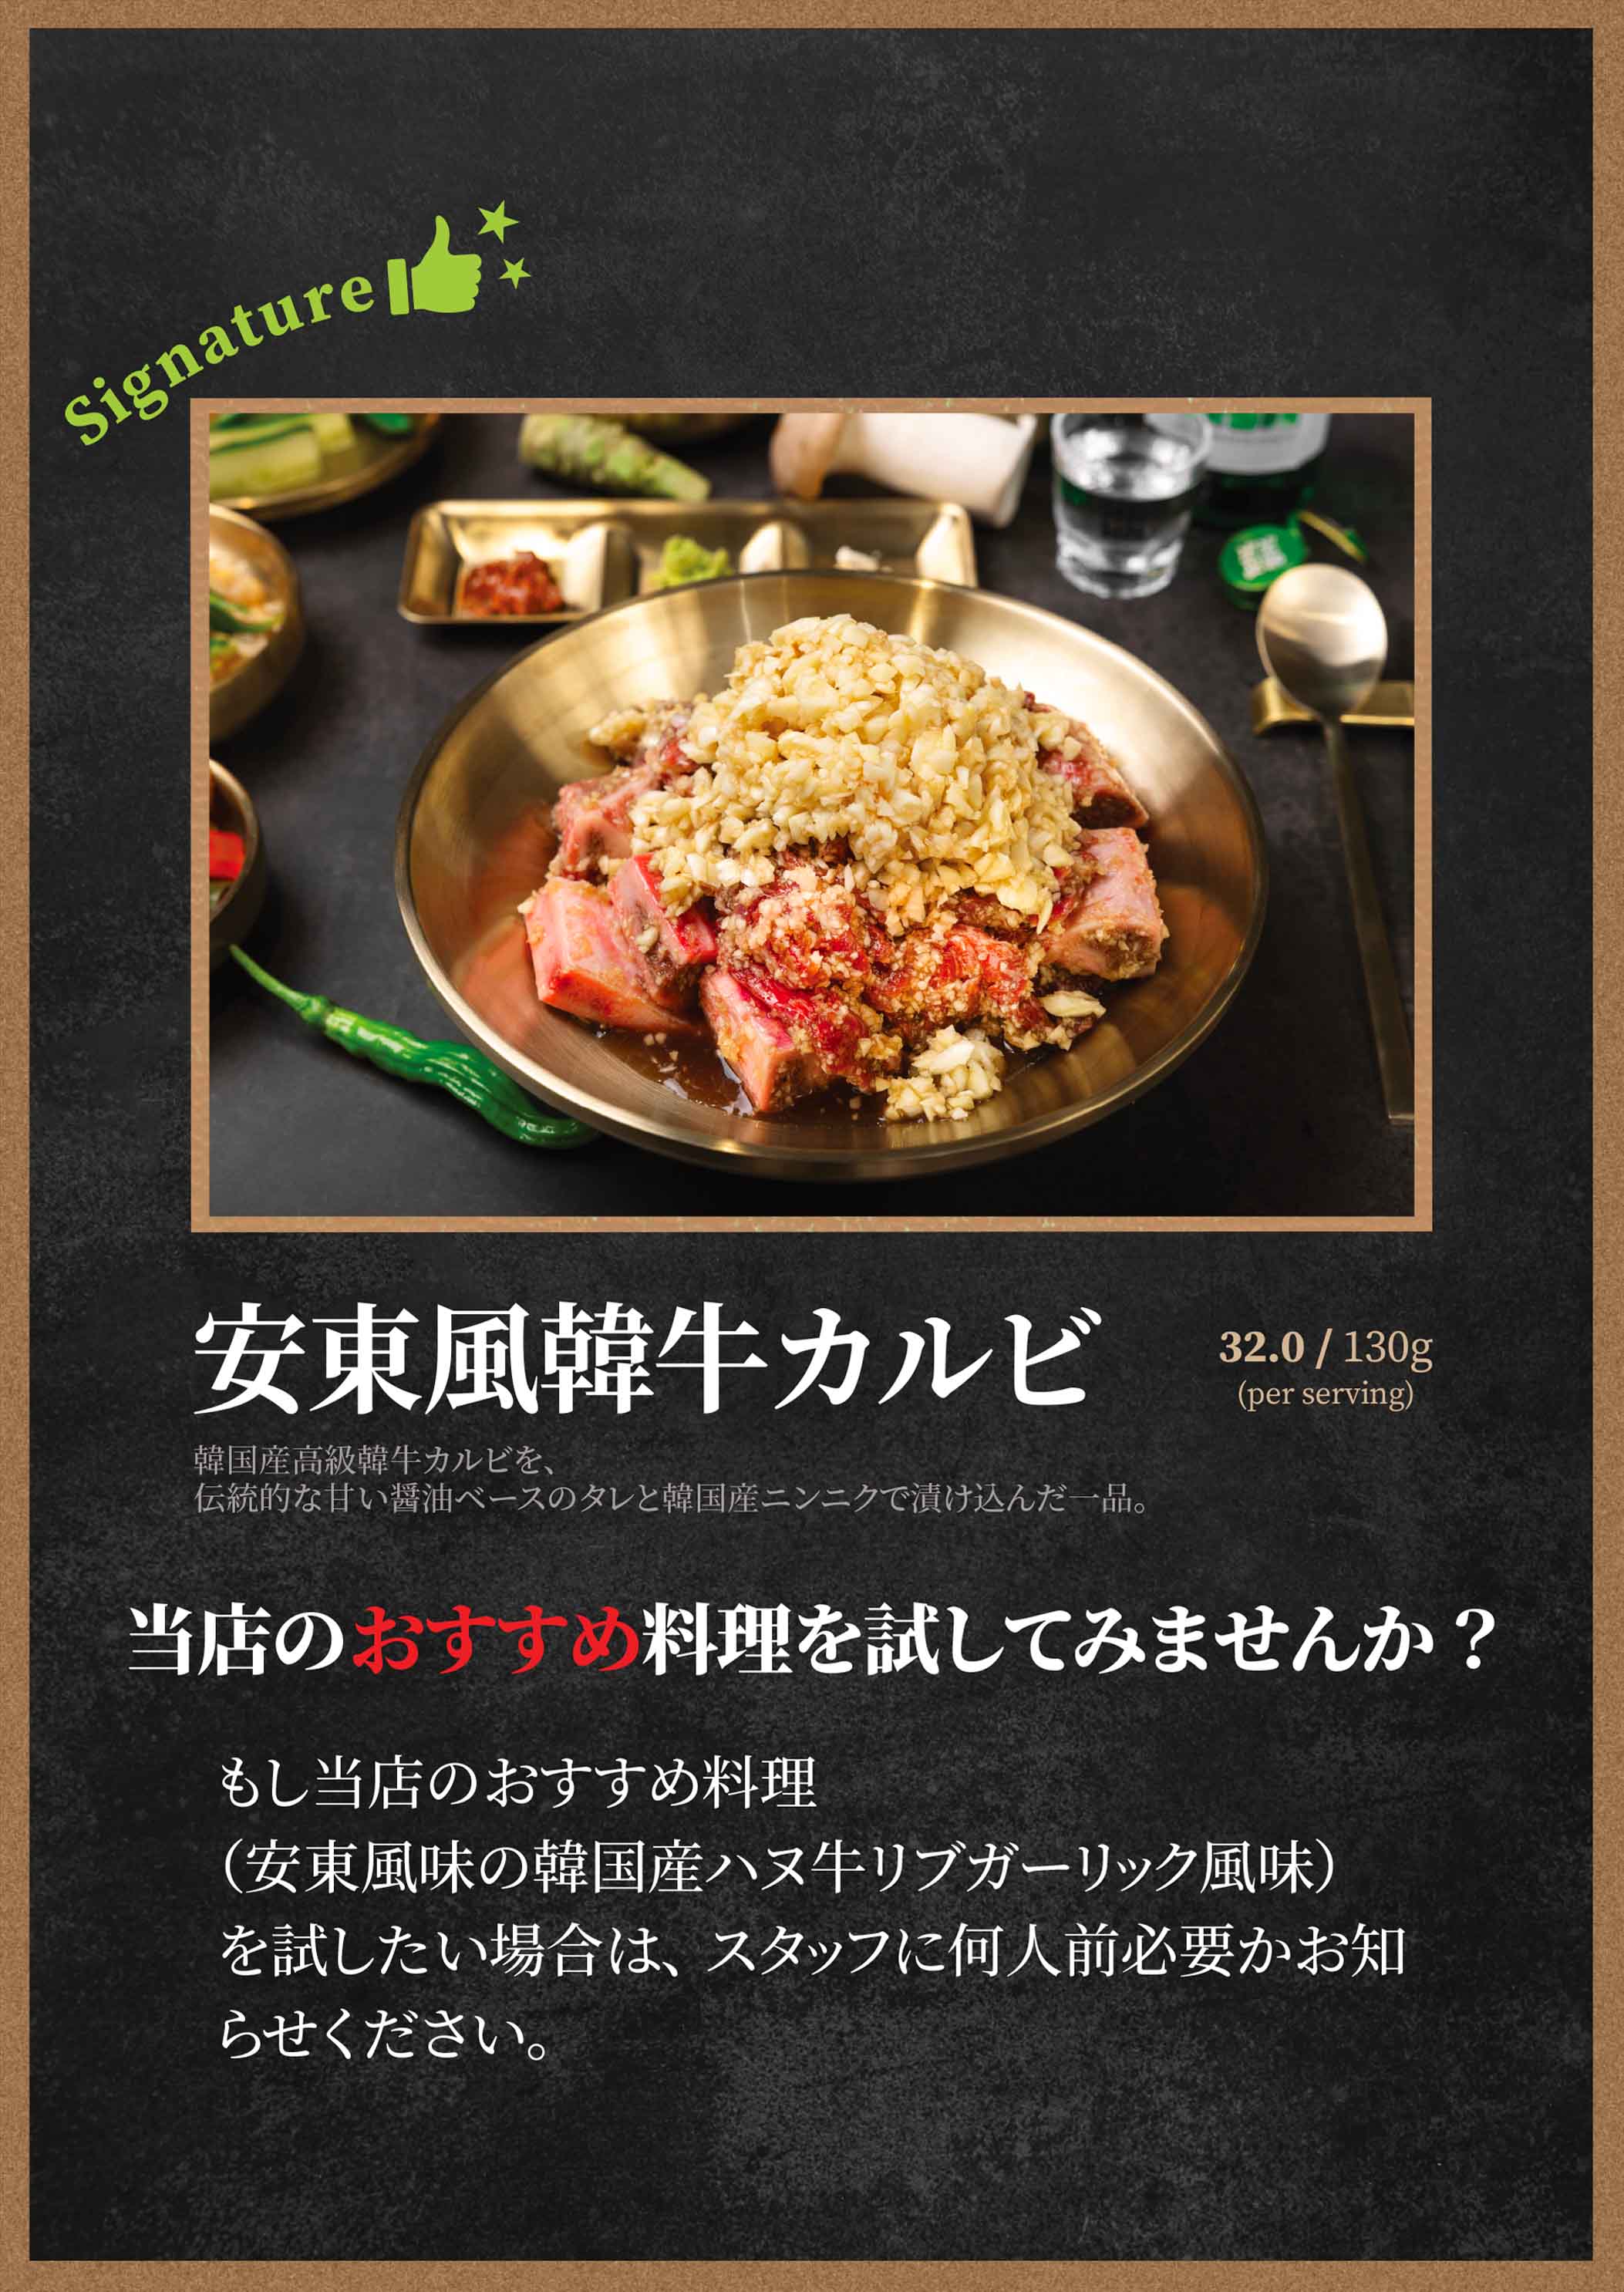 Signature
安東風韓牛カルビ
32.0 / 130g
(per serving)
韓国産高級韓牛カルビを、
伝統的な甘い醤油ベースのタレと韓国産ニンニクで漬け込んだ一品。
当店のおすすめ料理を試してみませんか？
もし当店のおすすめ料理
（安東風味の韓国産ハヌ牛リブガーリック風味）
を試したい場合は、スタッフに何人前必要かお知
らせください。